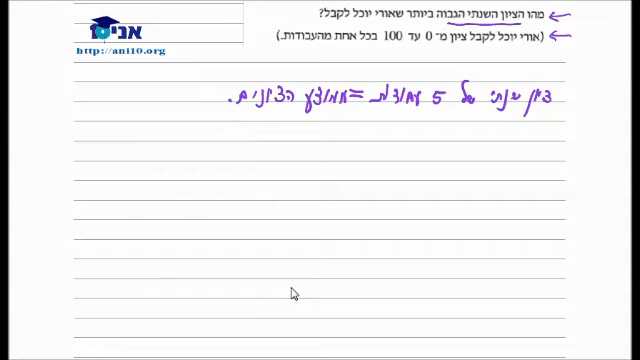 מהו הציון השנתי הגבוה ביותר שאורי יוכל לקבל?
(אורי יוכל לקבל ציון מ־ 0 עד 100 בכל אחת מהעבודות.)
אני10
http://ani10.org
ציון שנתי של 5 עבודות = ממוצע הציונים.